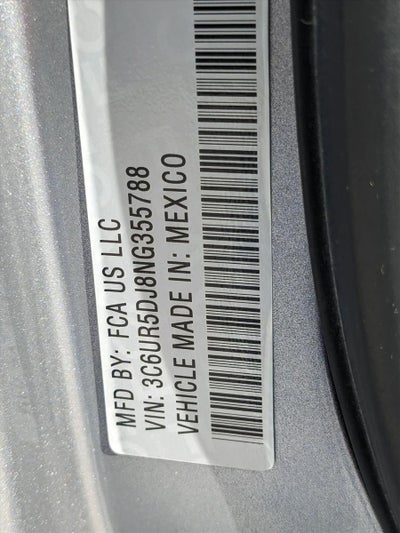 MFD BY: FCA US LLC
VIN: 3C6UR5DJ8NG355788
VEHICLE MADE IN: MEXICO